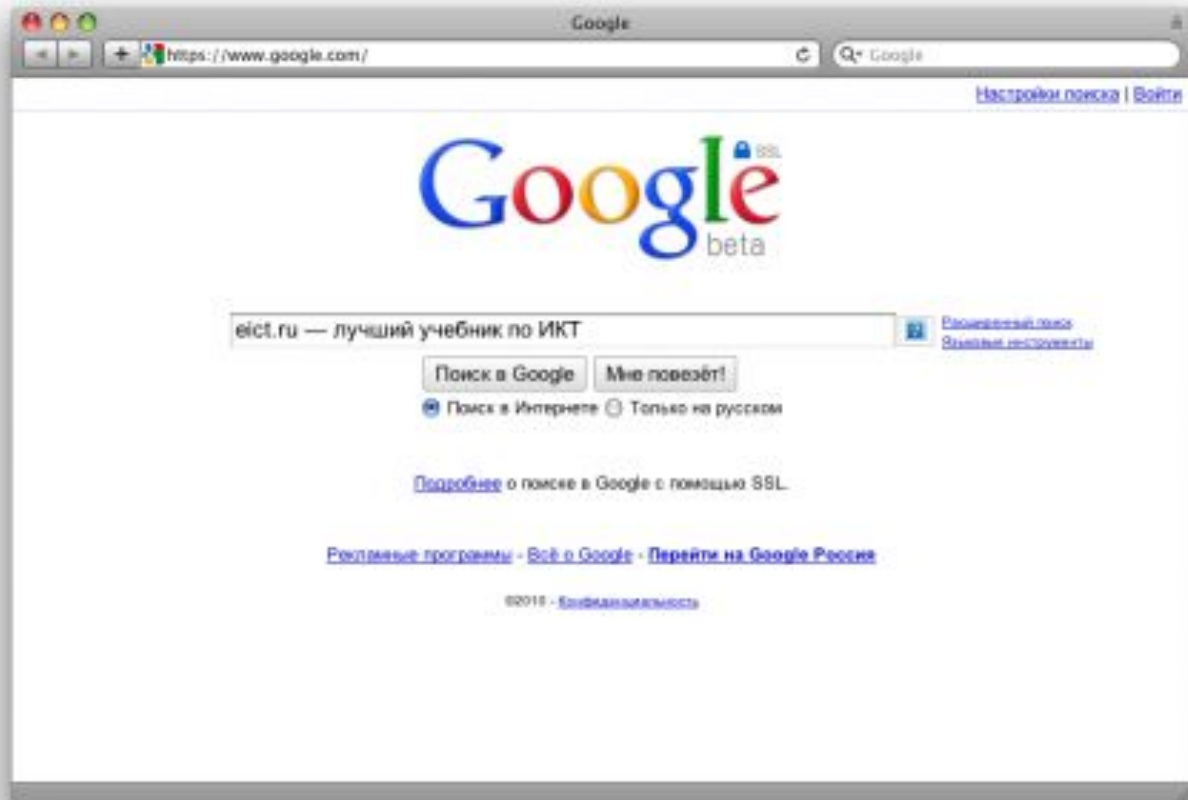 Google
https://www.google.com/
Google
Настройки поиска | Войти
Google
SSL
beta
eict.ru — лучший учебник по ИКТ
Расширенный поиск
Языковые инструменты
Поиск в Google
Мне повезёт!
Поиск в Интернете Только на русском
Подробнее о поиске в Google с помощью SSL.
Рекламные программы - Всё о Google - Перейти на Google Россия
©2010 - Конфиденциальность